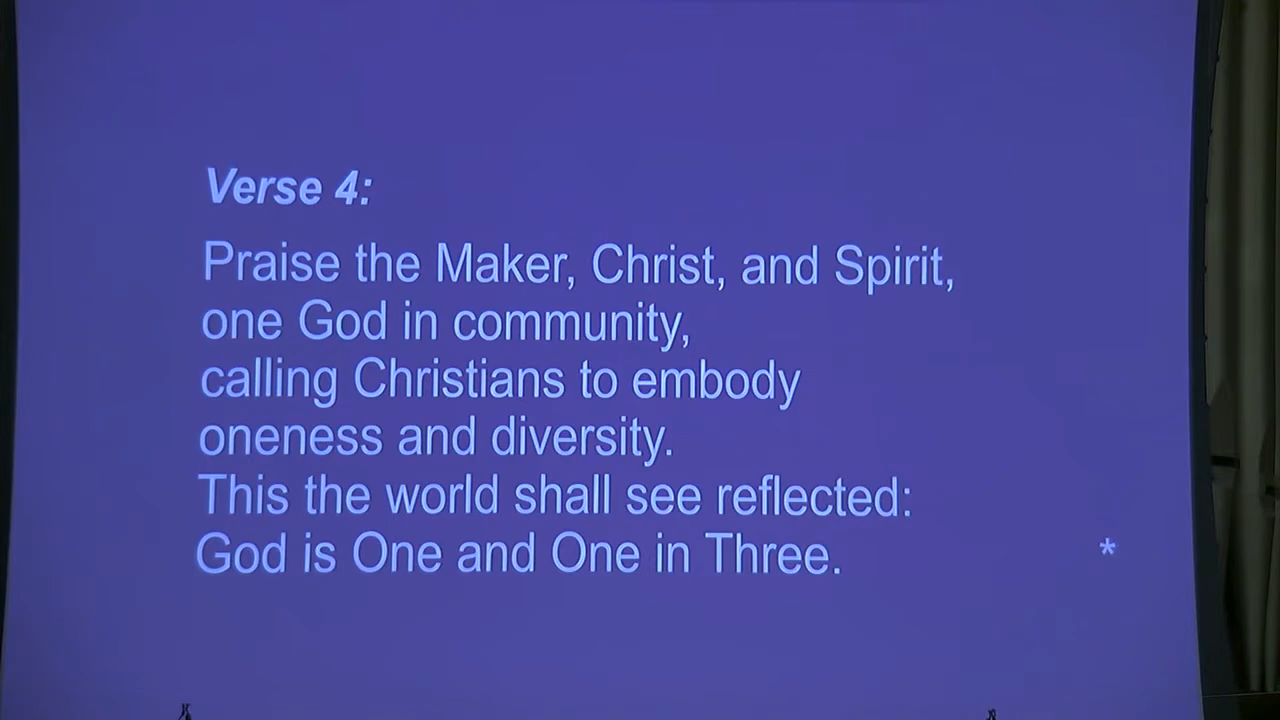 Verse 4:
Praise the Maker, Christ, and Spirit,
one God in community,
calling Christians to embody
oneness and diversity.
This the world shall see reflected:
God is One and One in Three.
*